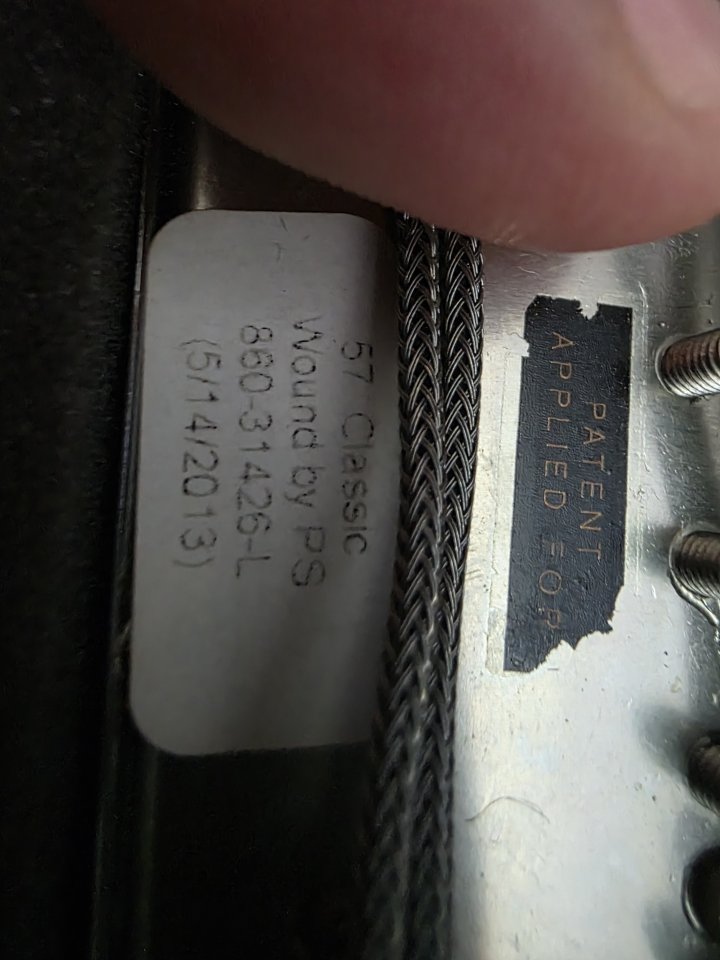 57 Classic
Wound by PS
860-31426-L
(5/14/2013)
PATENT
APPLIED FOR